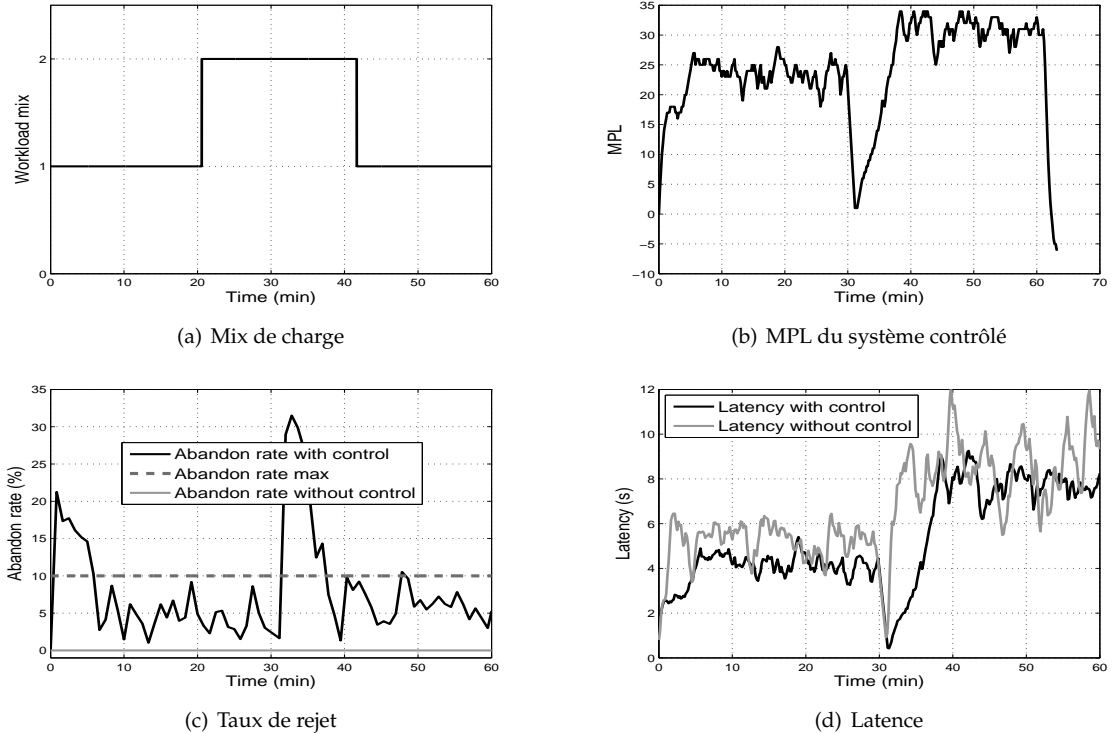 2
1
0
Workload mix
0 10 20 30 40 50 60
Time (min)
(a) Mix de charge
35
30
25
20
15
10
5
0
−5
−10
MPL
0 10 20 30 40 50 60 70
Time (min)
(b) MPL du système contrôlé
35
30
25
20
15
10
5
0
Abandon rate (%)
Abandon rate with control
Abandon rate max
Abandon rate without control
0 10 20 30 40 50 60
Time (min)
(c) Taux de rejet
12
10
8
6
4
2
0
Latency (s)
Latency with control
Latency without control
0 10 20 30 40 50 60
Time (min)
(d) Latence